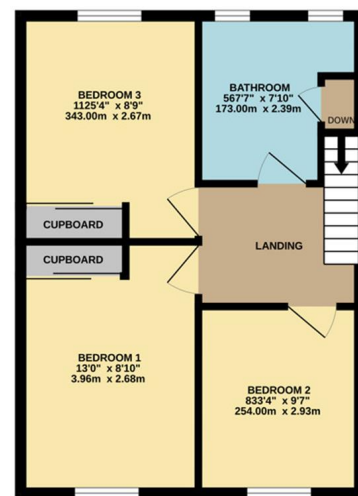 BEDROOM 3
1125'4" x 8'9"
343.00m x 2.67m
BATHROOM
567'7" x 7'10"
173.00m x 2.39m
DOWN
CUPBOARD
CUPBOARD
LANDING
BEDROOM 1
13'0" x 8'10"
3.96m x 2.68m
BEDROOM 2
833'4" x 9'7"
254.00m x 2.93m